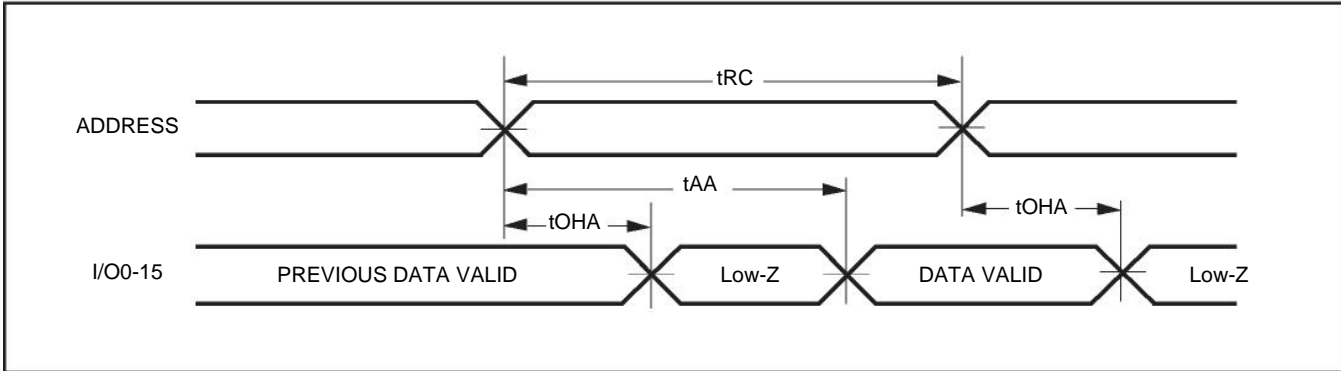 tRC
ADDRESS
tAA
tOHA
tOHA
I/O0-15
PREVIOUS DATA VALID
Low-Z
DATA VALID
Low-Z